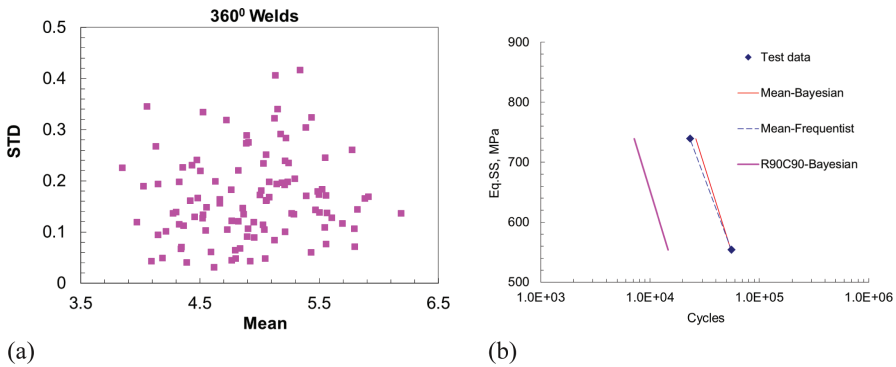 360⁰ Welds
0.5
0.4
0.3
0.2
0.1
0
STD
3.5 4.5 5.5 6.5
Mean
(a)
900
800
700
600
500
Eq.SS, MPa
1.0E+03 1.0E+04 1.0E+05 1.0E+06
Cycles
Test data
Mean-Bayesian
Mean-Frequentist
R90C90-Bayesian
(b)